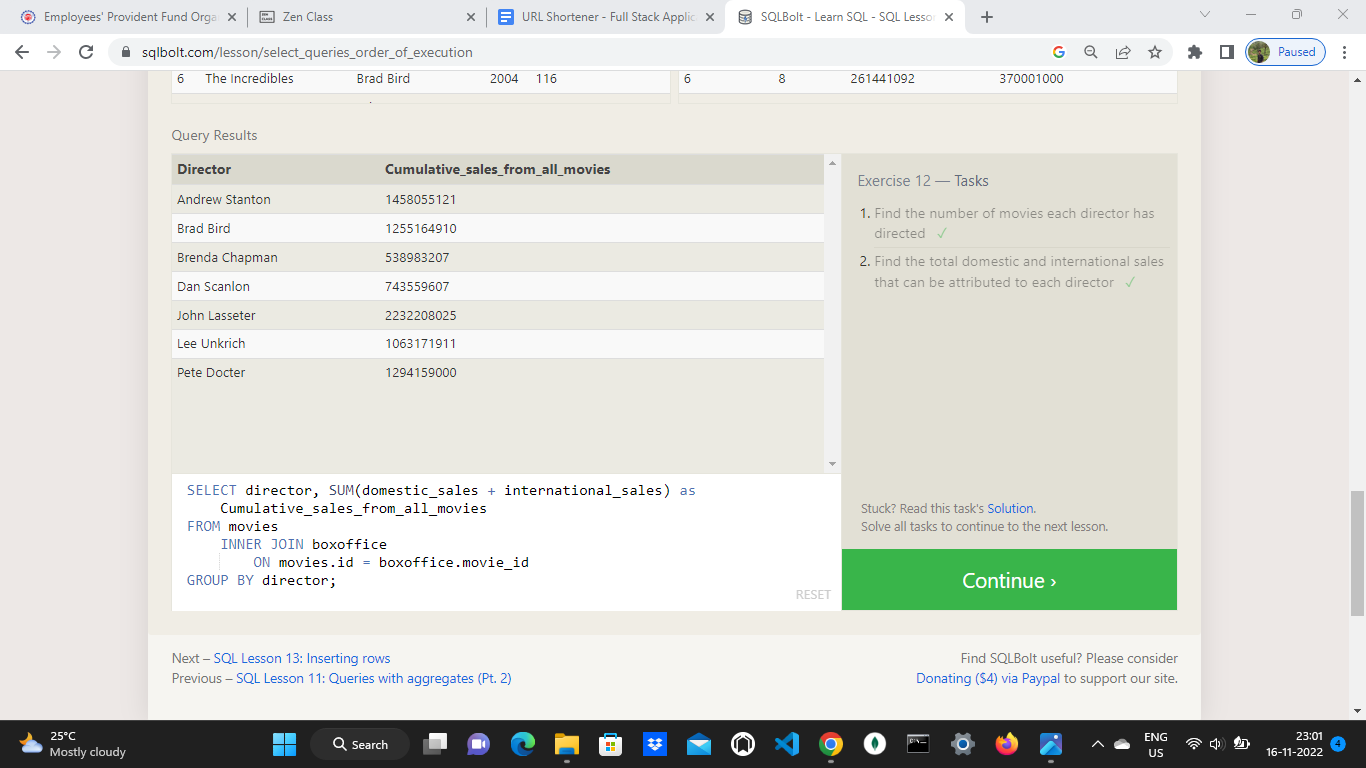 Employees' Provident Fund Orga
Zen Class
URL Shortener - Full Stack Applic
SQLBolt - Learn SQL - SQL Lesso
sqlbolt.com/lesson/select_queries_order_of_execution
Paused
6 The Incredibles Brad Bird 2004 116
6 8 261441092 370001000
Query Results
Director Cumulative_sales_from_all_movies
Andrew Stanton 1458055121
Brad Bird 1255164910
Brenda Chapman 538983207
Dan Scanlon 743559607
John Lasseter 2232208025
Lee Unkrich 1063171911
Pete Docter 1294159000
Exercise 12 — Tasks
1. Find the number of movies each director has
directed ✓
2. Find the total domestic and international sales
that can be attributed to each director ✓
SELECT director, SUM(domestic_sales + international_sales) as
Cumulative_sales_from_all_movies
FROM movies
INNER JOIN boxoffice
ON movies.id = boxoffice.movie_id
GROUP BY director;
RESET
Stuck? Read this task's Solution.
Solve all tasks to continue to the next lesson.
Continue ›
Next – SQL Lesson 13: Inserting rows
Previous – SQL Lesson 11: Queries with aggregates (Pt. 2)
Find SQLBolt useful? Please consider
Donating ($4) via Paypal to support our site.
25°C
Mostly cloudy
Search
ENG
US
23:01
16-11-2022
4